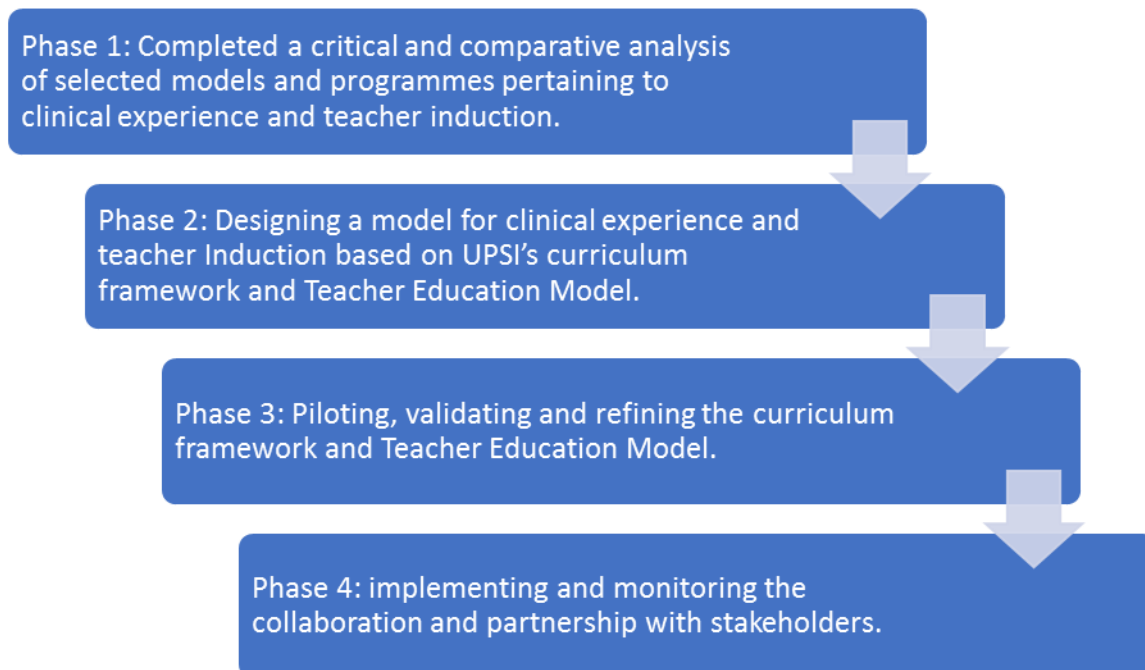 Phase 1: Completed a critical and comparative analysis
of selected models and programmes pertaining to
clinical experience and teacher induction.
Phase 2: Designing a model for clinical experience and
teacher Induction based on UPSI’s curriculum
framework and Teacher Education Model.
Phase 3: Piloting, validating and refining the curriculum
framework and Teacher Education Model.
Phase 4: implementing and monitoring the
collaboration and partnership with stakeholders.